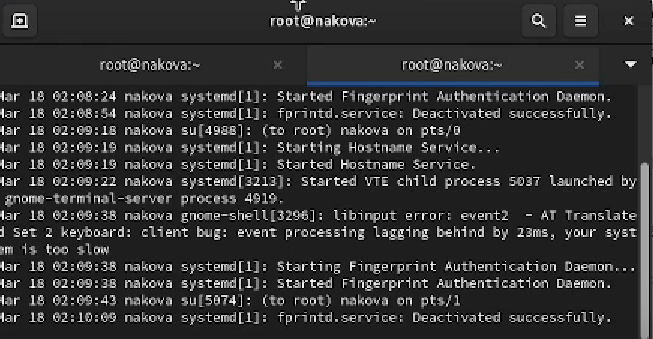 root@nakova:~
root@nakova:~ × root@nakova:~ ×
Mar 18 02:08:24 nakova systemd[1]: Started Fingerprint Authentication Daemon.
Mar 18 02:08:54 nakova systemd[1]: fprintd.service: Deactivated successfully.
Mar 18 02:09:18 nakova su[4988]: (to root) nakova on pts/0
Mar 18 02:09:19 nakova systemd[1]: Starting Hostname Service...
Mar 18 02:09:19 nakova systemd[1]: Started Hostname Service.
Mar 18 02:09:22 nakova systemd[3213]: Started VTE child process 5037 launched by
gnome-terminal-server process 4919.
Mar 18 02:09:38 nakova gnome-shell[3296]: libinput error: event2  - AT Translate
d Set 2 keyboard: client bug: event processing lagging behind by 23ms, your syst
em is too slow
Mar 18 02:09:38 nakova systemd[1]: Starting Fingerprint Authentication Daemon...
Mar 18 02:09:38 nakova systemd[1]: Started Fingerprint Authentication Daemon.
Mar 18 02:09:43 nakova su[5074]: (to root) nakova on pts/1
Mar 18 02:10:09 nakova systemd[1]: fprintd.service: Deactivated successfully.